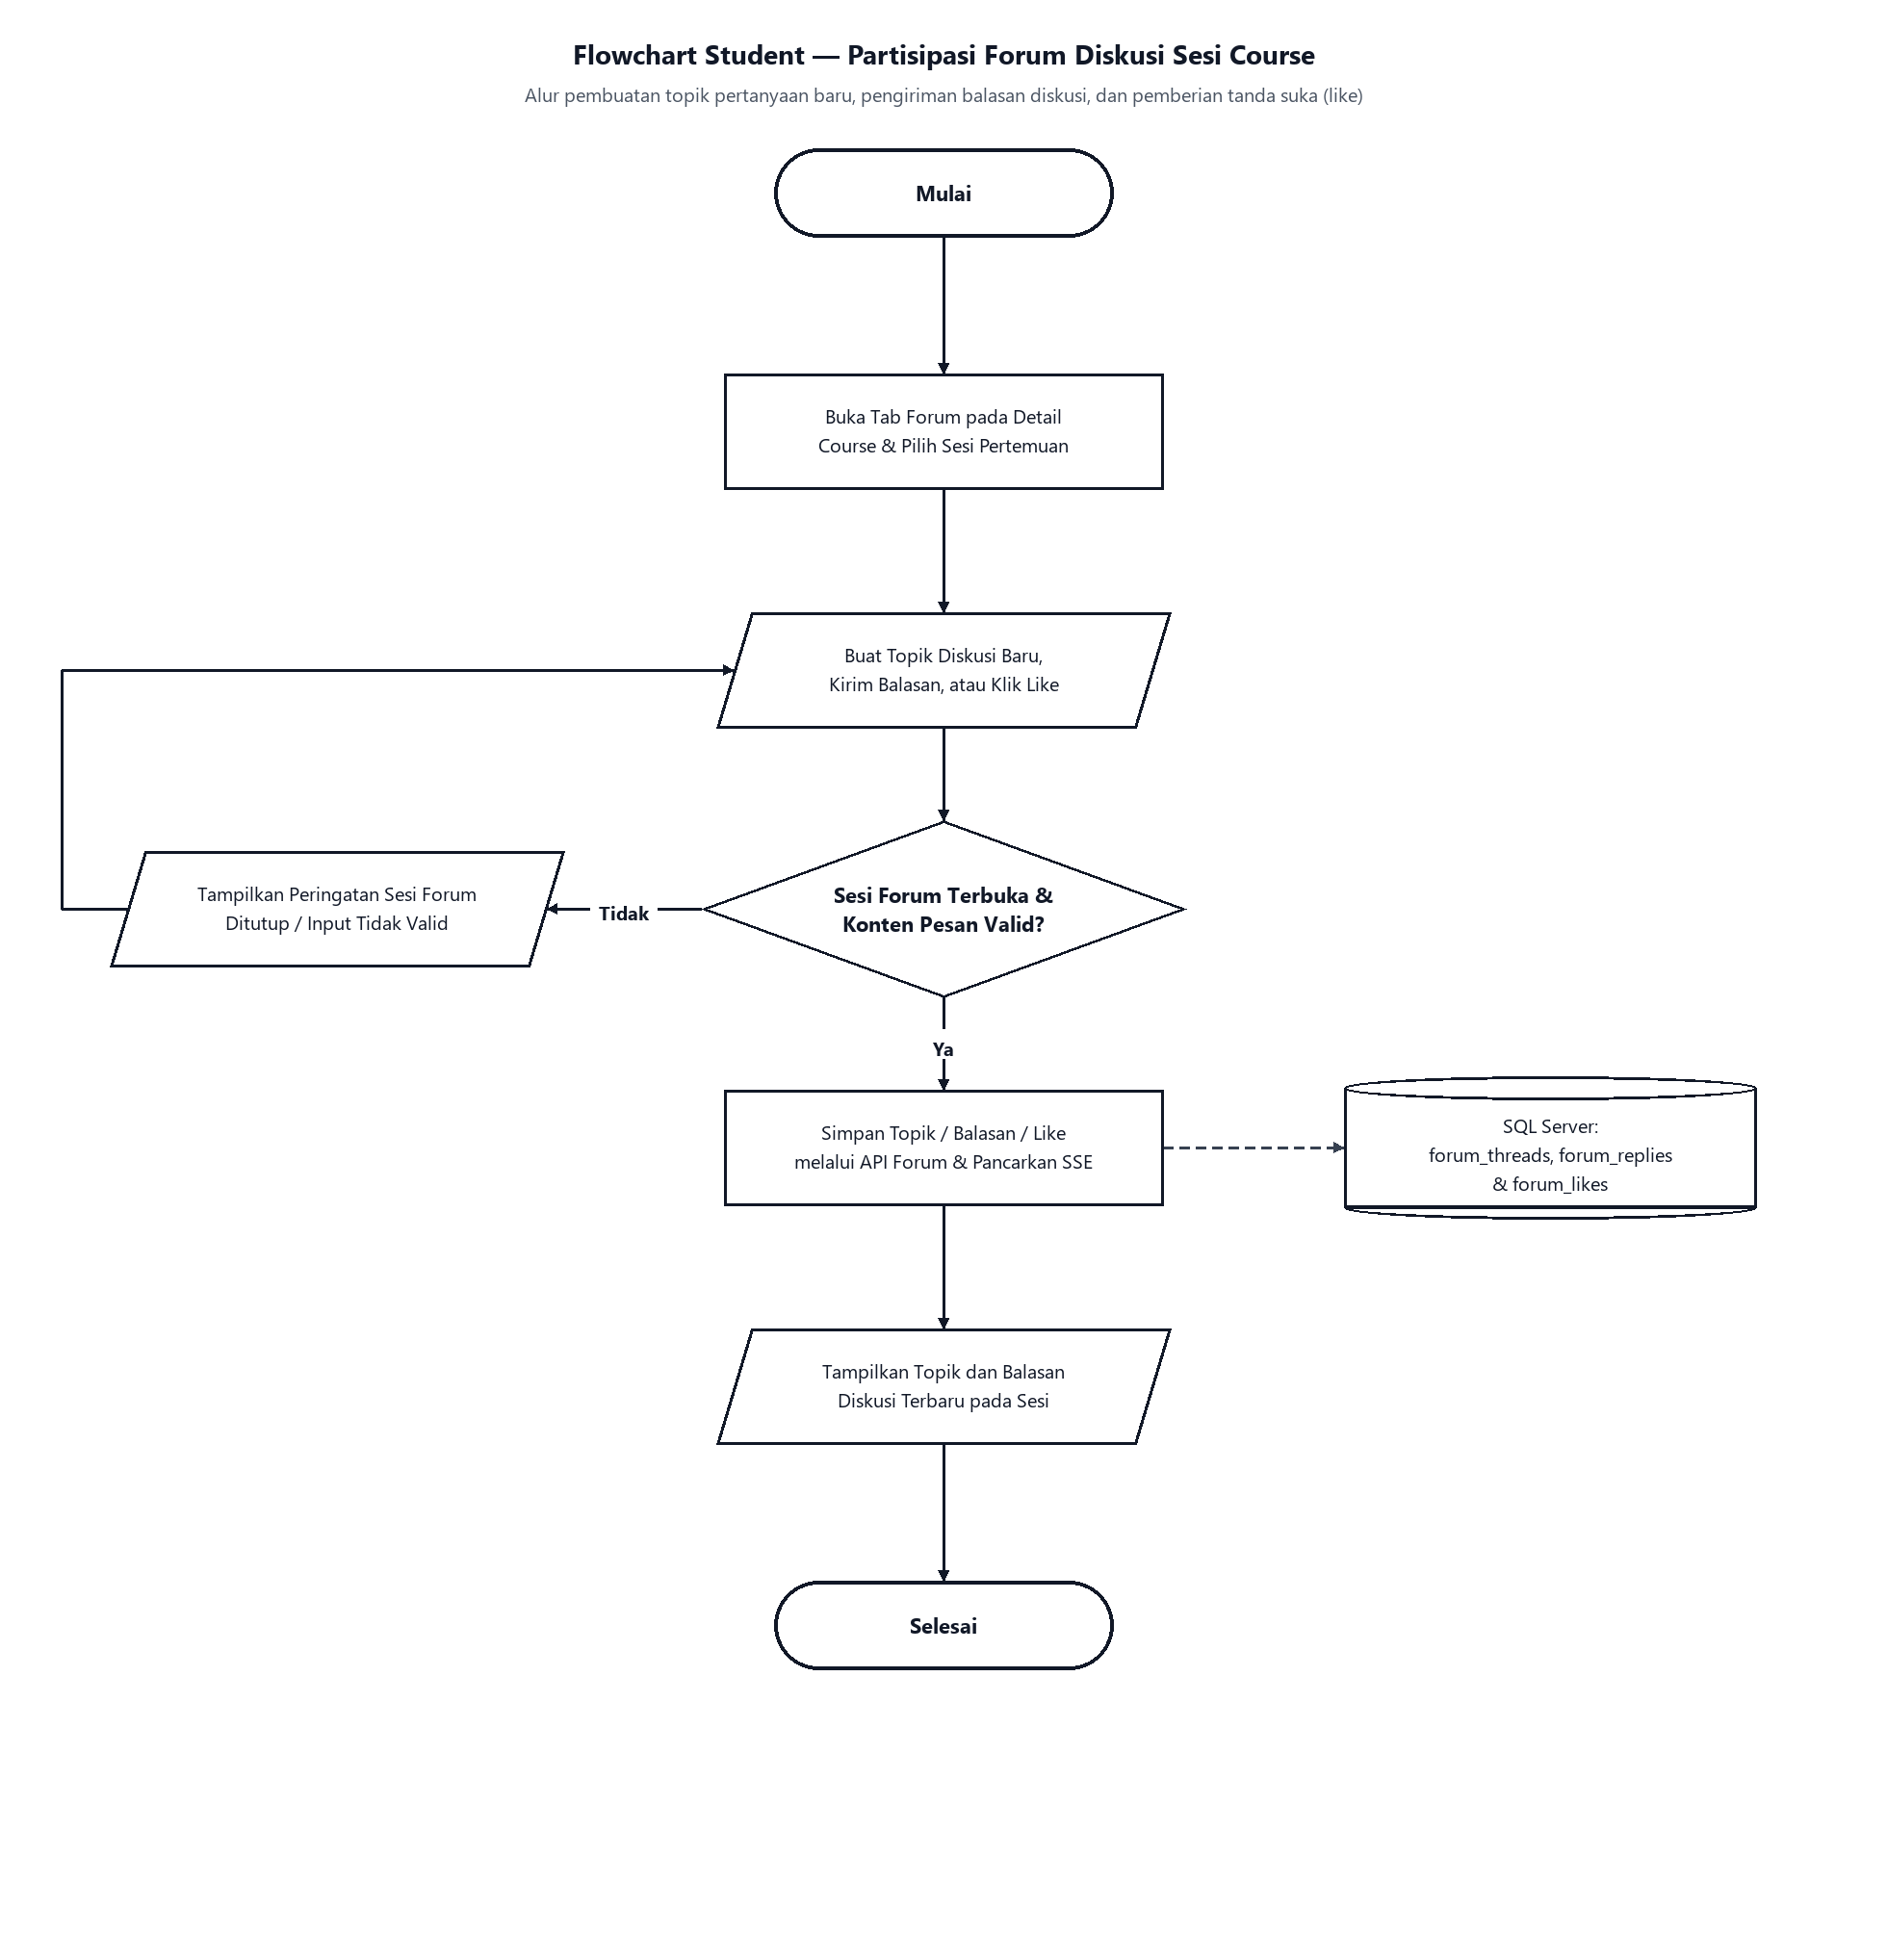 Flowchart Student — Partisipasi Forum Diskusi Sesi Course
Alur pembuatan topik pertanyaan baru, pengiriman balasan diskusi, dan pemberian tanda suka (like)
Mulai
Buka Tab Forum pada Detail
Course & Pilih Sesi Pertemuan
Buat Topik Diskusi Baru,
Kirim Balasan, atau Klik Like
Sesi Forum Terbuka &
Konten Pesan Valid?
Tidak
Tampilkan Peringatan Sesi Forum
Ditutup / Input Tidak Valid
Ya
Simpan Topik / Balasan / Like
melalui API Forum & Pancarkan SSE
SQL Server:
forum_threads, forum_replies
& forum_likes
Tampilkan Topik dan Balasan
Diskusi Terbaru pada Sesi
Selesai